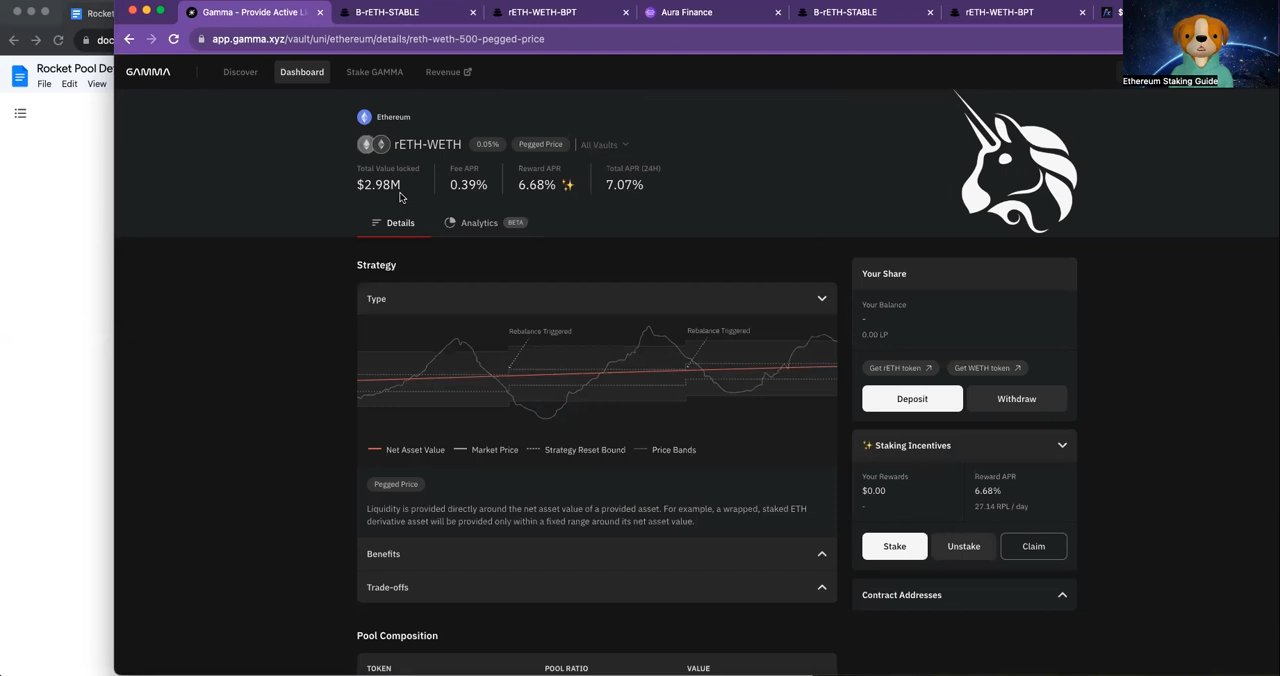 Rocket
Gamma - Provide Active Li
B-rETH-STABLE
rETH-WETH-BPT
Aura Finance
B-rETH-STABLE
rETH-WETH-BPT
$
doc
app.gamma.xyz/vault/uni/ethereum/details/reth-weth-500-pegged-price
Rocket Pool De
File Edit View
GAMMA
Discover
Dashboard
Stake GAMMA
Revenue
Ethereum Staking Guide
Ethereum
rETH-WETH 0.05% Pegged Price All Vaults
Total Value locked Fee APR Reward APR Total APR (24H)
$2.98M 0.39% 6.68% ✨ 7.07%
Details Analytics BETA
Strategy
Type
Rebalance Triggered Rebalance Triggered
Net Asset Value Market Price Strategy Reset Bound Price Bands
Pegged Price
Liquidity is provided directly around the net asset value of a provided asset. For example, a wrapped, staked ETH
derivative asset will be provided only within a fixed range around its net asset value.
Benefits
Trade-offs
Pool Composition
TOKEN POOL RATIO VALUE
Your Share
Your Balance
-
0.00 LP
Get rETH token ↗ Get WETH token ↗
Deposit Withdraw
✨ Staking Incentives
Your Rewards Reward APR
$0.00 6.68%
- 27.14 RPL / day
Stake Unstake Claim
Contract Addresses